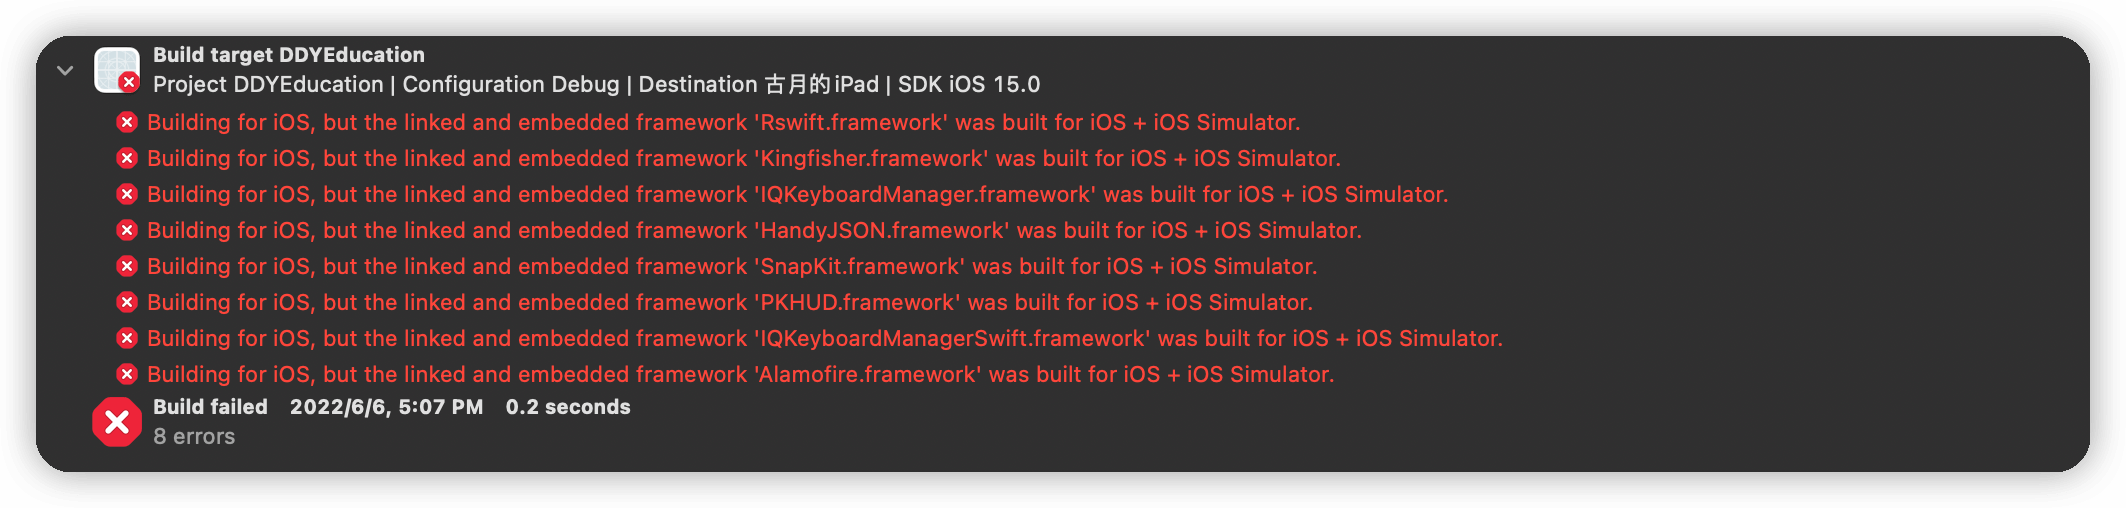 Build target DDYEducation
Project DDYEducation | Configuration Debug | Destination 古月的iPad | SDK iOS 15.0
Building for iOS, but the linked and embedded framework 'Rswift.framework' was built for iOS + iOS Simulator.
Building for iOS, but the linked and embedded framework 'Kingfisher.framework' was built for iOS + iOS Simulator.
Building for iOS, but the linked and embedded framework 'IQKeyboardManager.framework' was built for iOS + iOS Simulator.
Building for iOS, but the linked and embedded framework 'HandyJSON.framework' was built for iOS + iOS Simulator.
Building for iOS, but the linked and embedded framework 'SnapKit.framework' was built for iOS + iOS Simulator.
Building for iOS, but the linked and embedded framework 'PKHUD.framework' was built for iOS + iOS Simulator.
Building for iOS, but the linked and embedded framework 'IQKeyboardManagerSwift.framework' was built for iOS + iOS Simulator.
Building for iOS, but the linked and embedded framework 'Alamofire.framework' was built for iOS + iOS Simulator.
Build failed 2022/6/6, 5:07 PM 0.2 seconds
8 errors